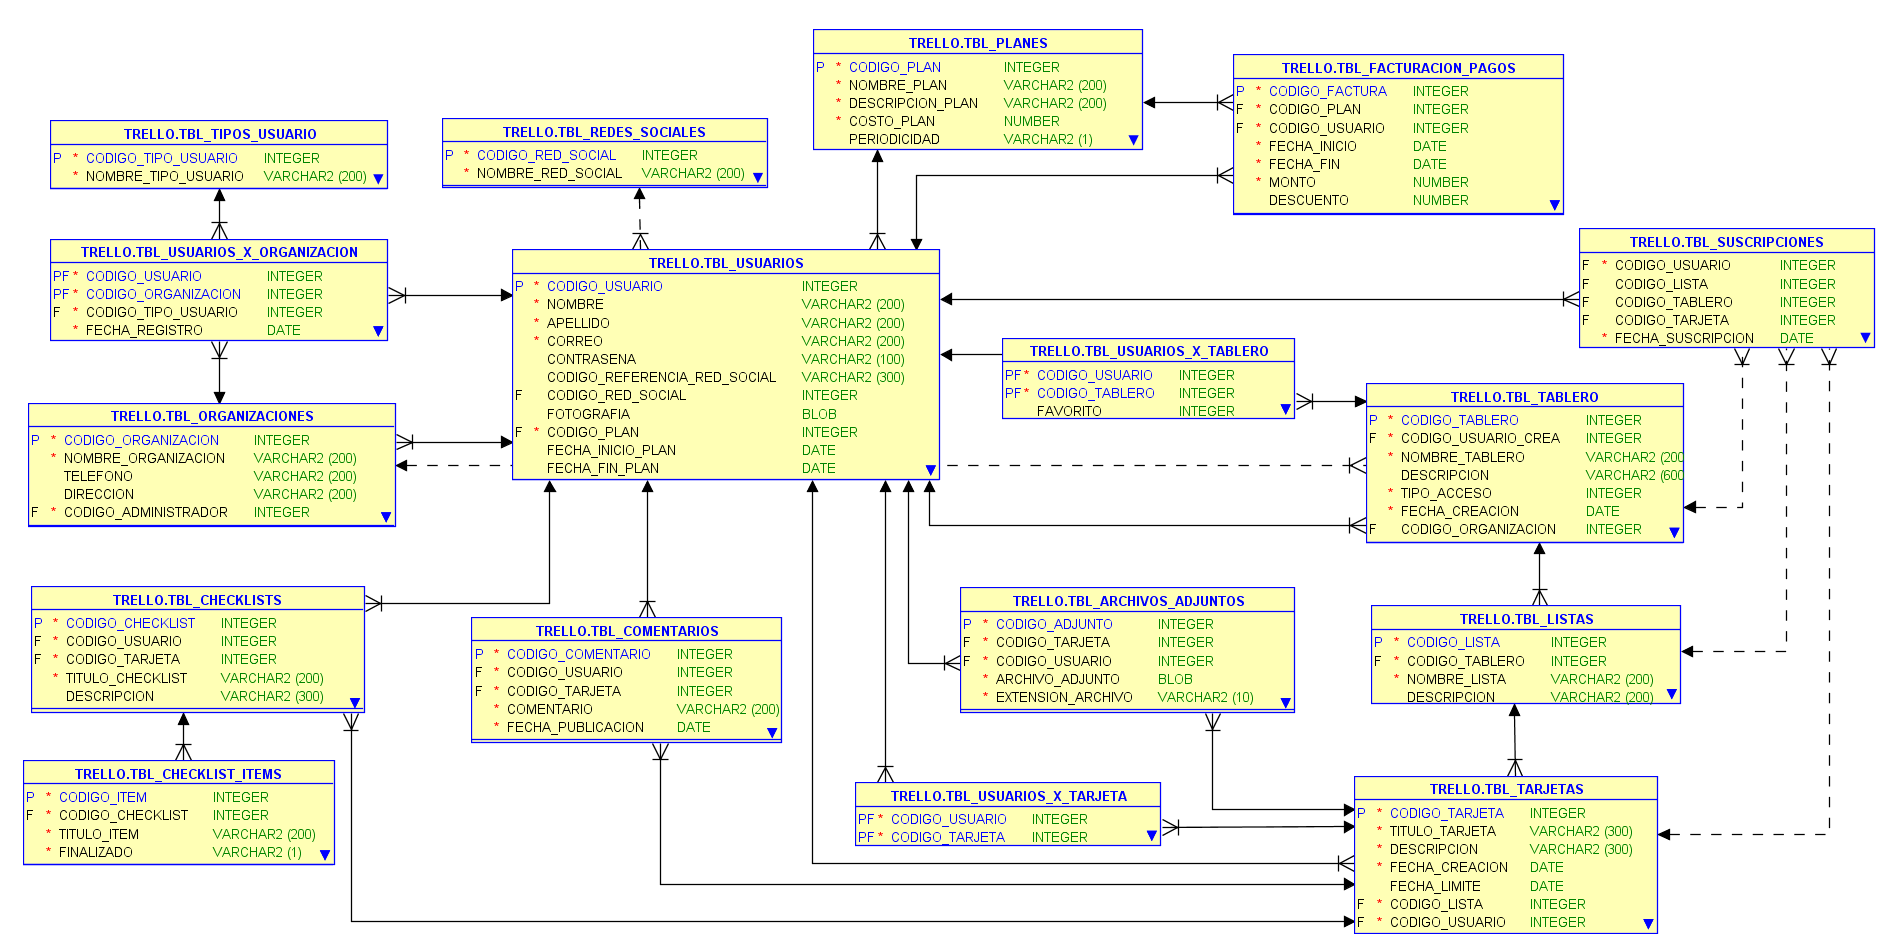 TRELLO.TBL_PLANES
P * CODIGO_PLAN INTEGER
* NOMBRE_PLAN VARCHAR2 (200)
* DESCRIPCION_PLAN VARCHAR2 (200)
* COSTO_PLAN NUMBER
PERIODICIDAD VARCHAR2 (1)
TRELLO.TBL_FACTURACION_PAGOS
P * CODIGO_FACTURA INTEGER
F * CODIGO_PLAN INTEGER
F * CODIGO_USUARIO INTEGER
* FECHA_INICIO DATE
* FECHA_FIN DATE
* MONTO NUMBER
DESCUENTO NUMBER
TRELLO.TBL_TIPOS_USUARIO
P * CODIGO_TIPO_USUARIO INTEGER
* NOMBRE_TIPO_USUARIO VARCHAR2 (200)
TRELLO.TBL_REDES_SOCIALES
P * CODIGO_RED_SOCIAL INTEGER
* NOMBRE_RED_SOCIAL VARCHAR2 (200)
TRELLO.TBL_USUARIOS_X_ORGANIZACION
PF * CODIGO_USUARIO INTEGER
PF * CODIGO_ORGANIZACION INTEGER
F * CODIGO_TIPO_USUARIO INTEGER
* FECHA_REGISTRO DATE
TRELLO.TBL_USUARIOS
P * CODIGO_USUARIO INTEGER
* NOMBRE VARCHAR2 (200)
* APELLIDO VARCHAR2 (200)
* CORREO VARCHAR2 (200)
CONTRASENA VARCHAR2 (100)
CODIGO_REFERENCIA_RED_SOCIAL VARCHAR2 (300)
F CODIGO_RED_SOCIAL INTEGER
FOTOGRAFIA BLOB
F * CODIGO_PLAN INTEGER
FECHA_INICIO_PLAN DATE
FECHA_FIN_PLAN DATE
TRELLO.TBL_SUSCRIPCIONES
F * CODIGO_USUARIO INTEGER
F CODIGO_LISTA INTEGER
F CODIGO_TABLERO INTEGER
F CODIGO_TARJETA INTEGER
* FECHA_SUSCRIPCION DATE
TRELLO.TBL_USUARIOS_X_TABLERO
PF * CODIGO_USUARIO INTEGER
PF * CODIGO_TABLERO INTEGER
FAVORITO INTEGER
TRELLO.TBL_TABLERO
P * CODIGO_TABLERO INTEGER
F * CODIGO_USUARIO_CREA INTEGER
* NOMBRE_TABLERO VARCHAR2 (200
DESCRIPCION VARCHAR2 (600
* TIPO_ACCESO INTEGER
* FECHA_CREACION DATE
F CODIGO_ORGANIZACION INTEGER
TRELLO.TBL_ORGANIZACIONES
P * CODIGO_ORGANIZACION INTEGER
* NOMBRE_ORGANIZACION VARCHAR2 (200)
TELEFONO VARCHAR2 (200)
DIRECCION VARCHAR2 (200)
F * CODIGO_ADMINISTRADOR INTEGER
TRELLO.TBL_CHECKLISTS
P * CODIGO_CHECKLIST INTEGER
F * CODIGO_USUARIO INTEGER
F * CODIGO_TARJETA INTEGER
* TITULO_CHECKLIST VARCHAR2 (200)
DESCRIPCION VARCHAR2 (300)
TRELLO.TBL_COMENTARIOS
P * CODIGO_COMENTARIO INTEGER
F * CODIGO_USUARIO INTEGER
F * CODIGO_TARJETA INTEGER
* COMENTARIO VARCHAR2 (200)
* FECHA_PUBLICACION DATE
TRELLO.TBL_ARCHIVOS_ADJUNTOS
P * CODIGO_ADJUNTO INTEGER
F * CODIGO_TARJETA INTEGER
F * CODIGO_USUARIO INTEGER
* ARCHIVO_ADJUNTO BLOB
* EXTENSION_ARCHIVO VARCHAR2 (10)
TRELLO.TBL_LISTAS
P * CODIGO_LISTA INTEGER
F * CODIGO_TABLERO INTEGER
* NOMBRE_LISTA VARCHAR2 (200)
DESCRIPCION VARCHAR2 (200)
TRELLO.TBL_CHECKLIST_ITEMS
P * CODIGO_ITEM INTEGER
F * CODIGO_CHECKLIST INTEGER
* TITULO_ITEM VARCHAR2 (200)
* FINALIZADO VARCHAR2 (1)
TRELLO.TBL_USUARIOS_X_TARJETA
PF * CODIGO_USUARIO INTEGER
PF * CODIGO_TARJETA INTEGER
TRELLO.TBL_TARJETAS
P * CODIGO_TARJETA INTEGER
* TITULO_TARJETA VARCHAR2 (300)
* DESCRIPCION VARCHAR2 (300)
* FECHA_CREACION DATE
FECHA_LIMITE DATE
F * CODIGO_LISTA INTEGER
F * CODIGO_USUARIO INTEGER